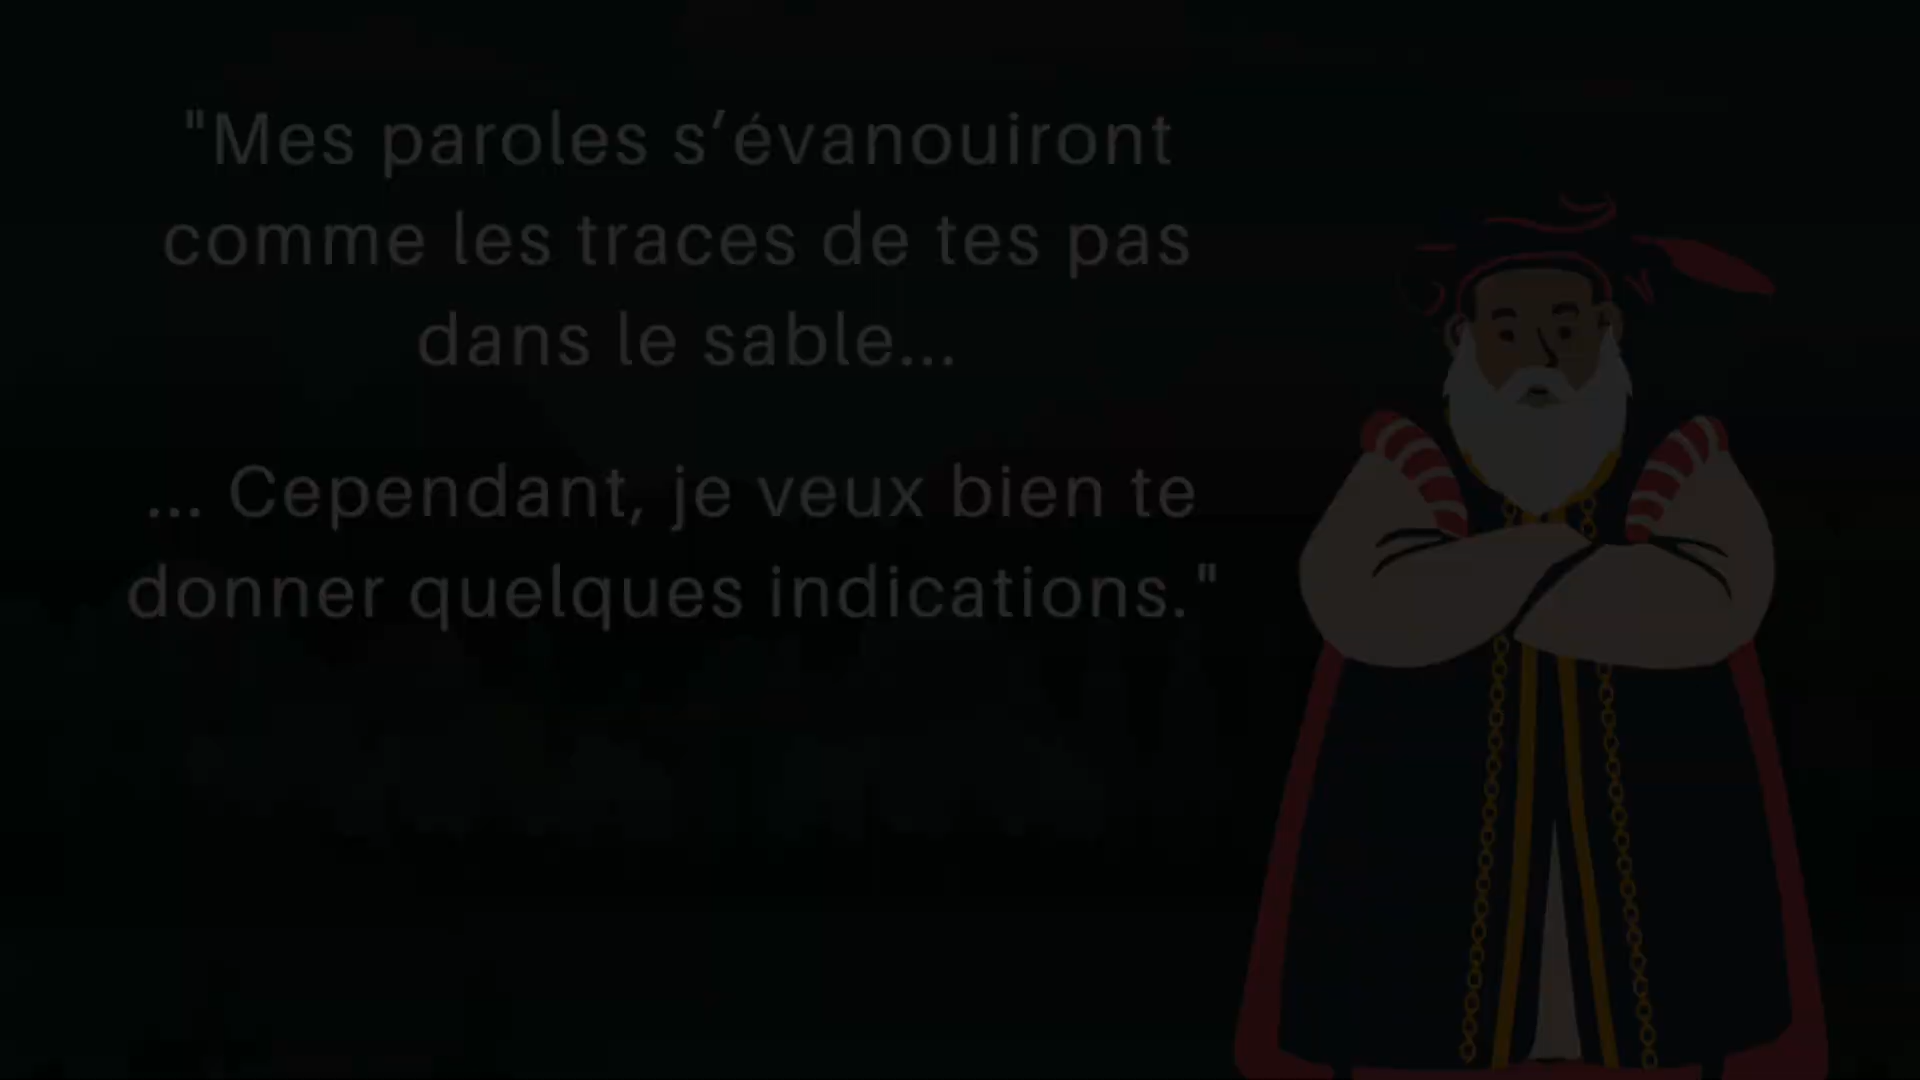 "Mes paroles s’évanouiront
comme les traces de tes pas
dans le sable...
... Cependant, je veux bien te
donner quelques indications."